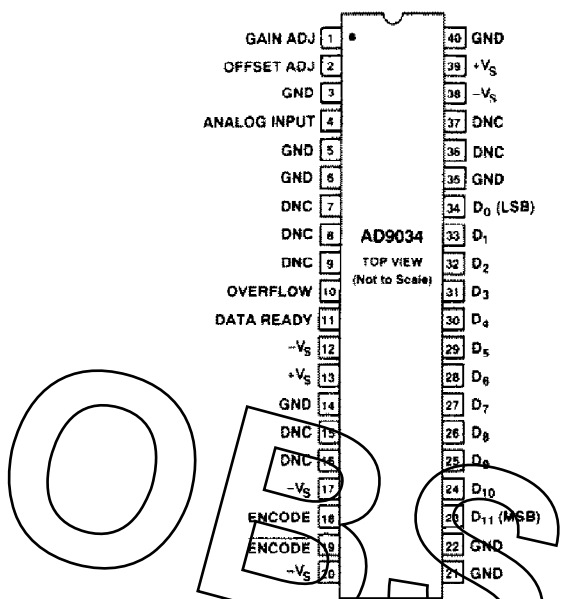 GAIN ADJ 1 40 GND
OFFSET ADJ 2 39 +VS
GND 3 38 -VS
ANALOG INPUT 4 37 DNC
GND 5 36 DNC
GND 6 35 GND
DNC 7 34 D0 (LSB)
DNC 8 AD9034 33 D1
DNC 9 TOP VIEW 32 D2
(Not to Scale)
OVERFLOW 10 31 D3
DATA READY 11 30 D4
-VS 12 29 D5
+VS 13 28 D6
GND 14 27 D7
DNC 15 26 D8
DNC 16 25 D9
-VS 17 24 D10
ENCODE 18 23 D11 (MSB)
ENCODE 19 22 GND
-VS 20 21 GND
OBS